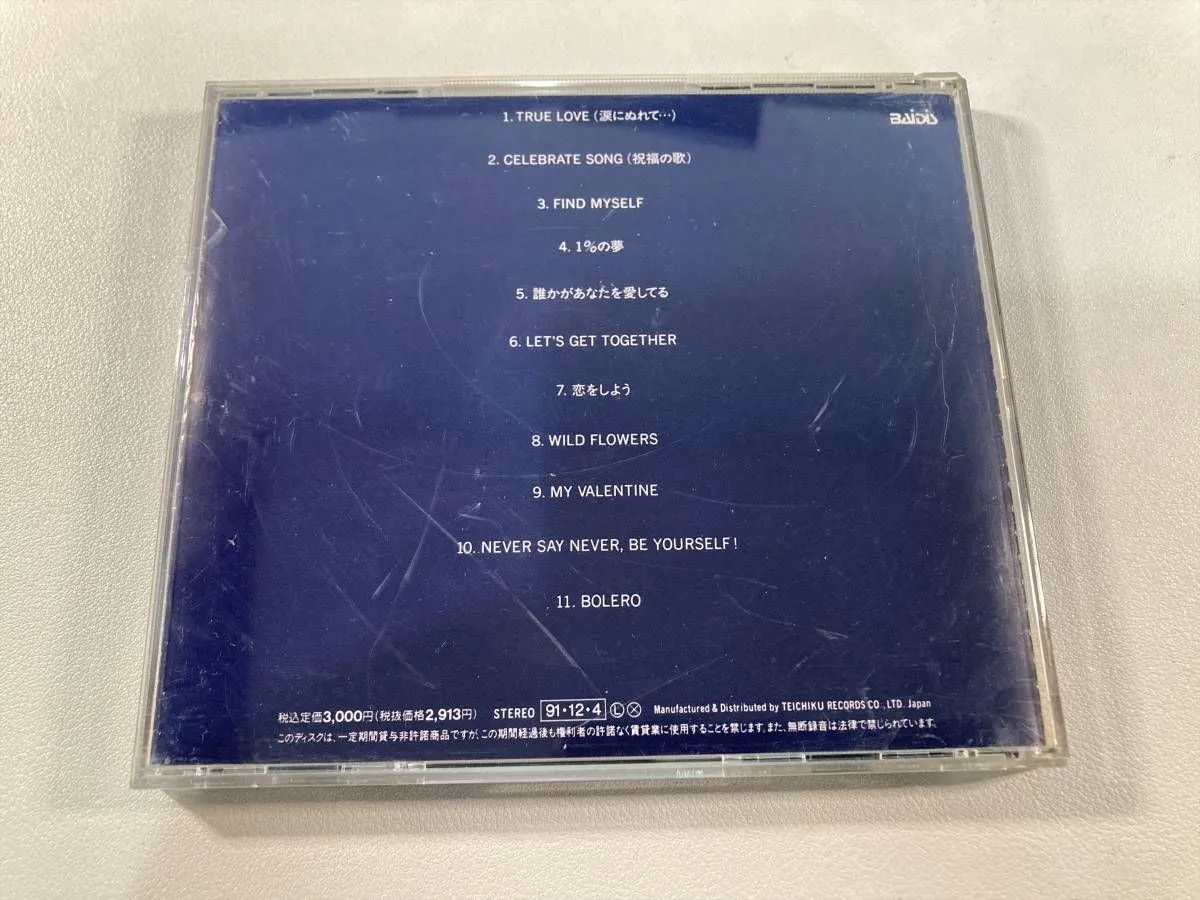 1. TRUE LOVE (涙にぬれて…)
BAiDiS
2. CELEBRATE SONG (祝福の歌)
3. FIND MYSELF
4. 1%の夢
5. 誰かがあなたを愛してる
6. LET'S GET TOGETHER
7. 恋をしよう
8. WILD FLOWERS
9. MY VALENTINE
10. NEVER SAY NEVER, BE YOURSELF!
11. BOLERO
税込定価3,000円(税抜価格2,913円) STEREO 91・12・4 Ⓛ Ⓧ Manufactured & Distributed by TEICHIKU RECORDS CO., LTD. Japan
このディスクは、一定期間貸与非許諾商品ですが、この期間経過後も権利者の許諾なく賃貸業に使用することを禁じます。また、無断録音は法律で禁じられています。